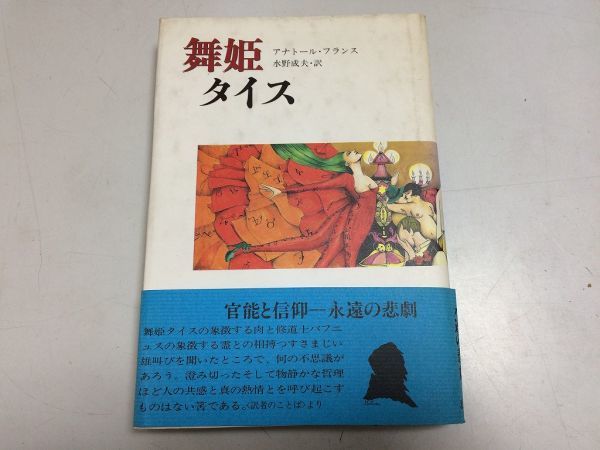 舞姫
タイス
アナトール・フランス
水野成夫・訳
官能と信仰―永遠の悲劇
舞姫タイスの象徴する肉と修道士パフニ
ュスの象徴する霊との相搏つすさまじい
雄叫びを聞いたところで、何の不思議が
あろう。澄み切ったそして物静かな哲理
ほど人の共感と真の熱情とを呼び起こす
ものはない筈である。〈訳者のことば〉より